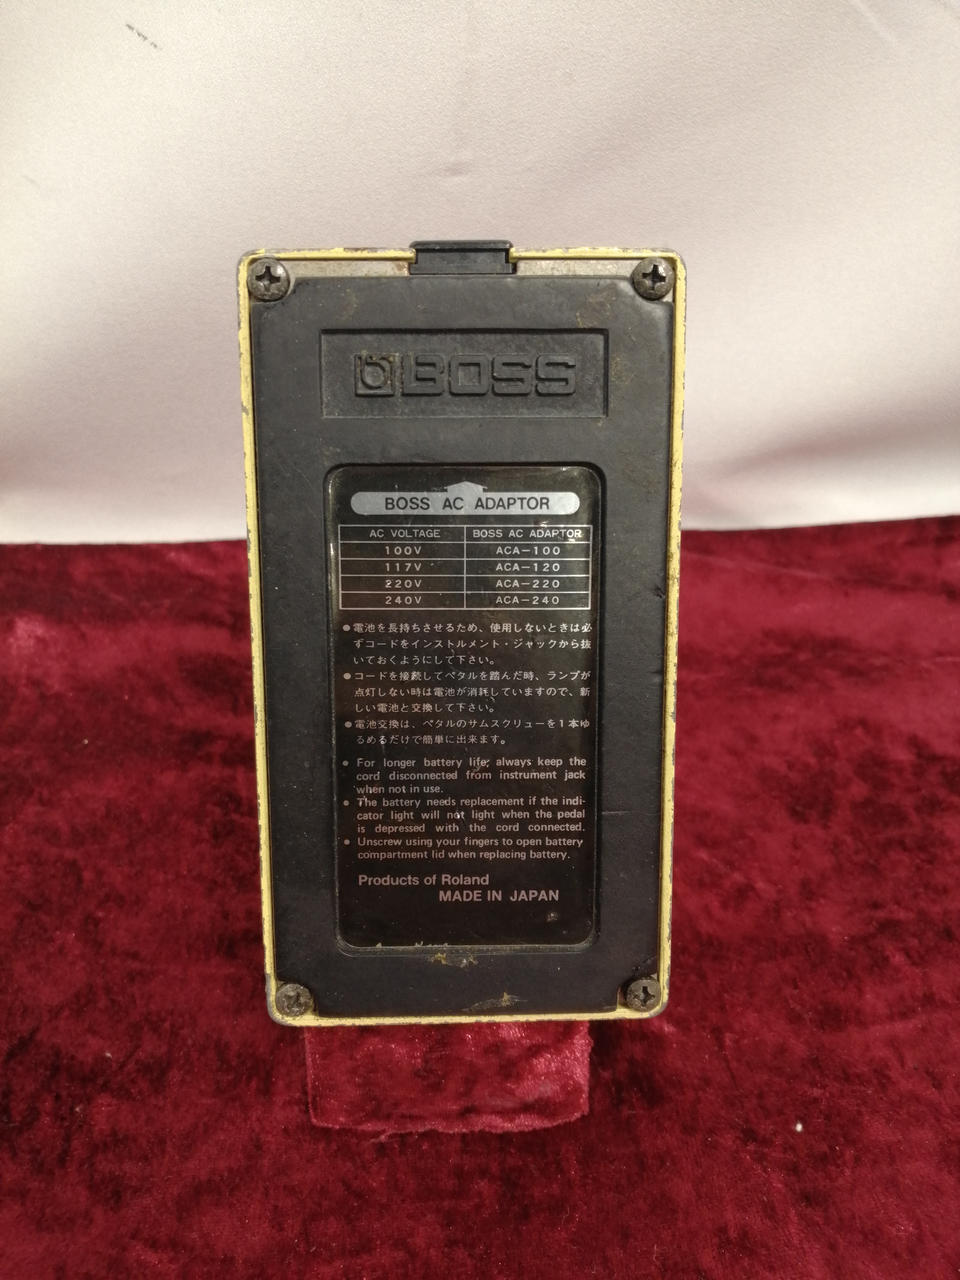 BOSS
BOSS AC ADAPTOR
AC VOLTAGE BOSS AC ADAPTOR
100V ACA-100
117V ACA-120
220V ACA-220
240V ACA-240
●電池を長持ちさせるため、使用しないときは必
ずコードをインストルメント・ジャックから抜
いておくようにして下さい。
●コードを接続してペダルを踏んだ時、ランプが
点灯しない時は電池が消耗していますので、新
しい電池と交換して下さい。
●電池交換は、ペダルのサムスクリューを1本ゆ
るめるだけで簡単に出来ます。
● For longer battery life, always keep the
cord disconnected from instrument jack
when not in use.
● The battery needs replacement if the indi-
cator light will not light when the pedal
is depressed with the cord connected.
● Unscrew using your fingers to open battery
compartment lid when replacing battery.
Products of Roland
MADE IN JAPAN